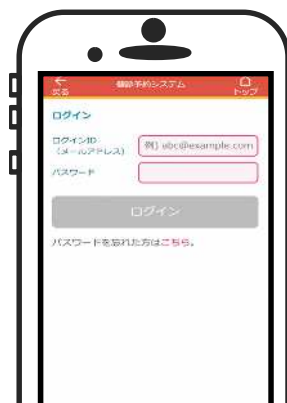 戻る
健診予約システム
トップ
ログイン
ログインID
(メールアドレス)
例) abc@example.com
パスワード
ログイン
パスワードを忘れた方はこちら。